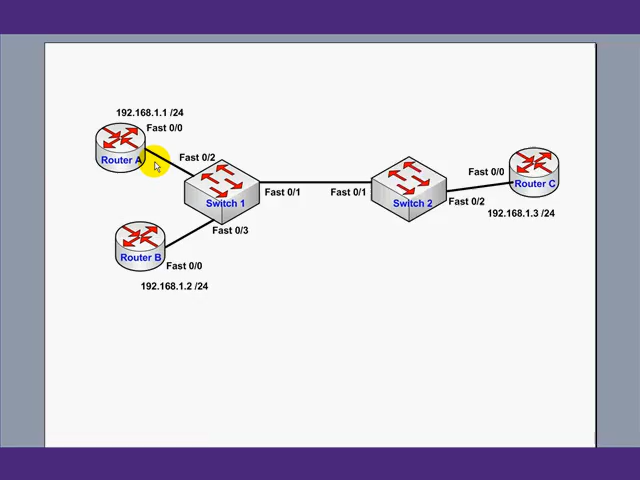 192.168.1.1 /24
Fast 0/0
Router A
Fast 0/2
Switch 1
Fast 0/1
Fast 0/1
Switch 2
Fast 0/0
Router C
Fast 0/2
192.168.1.3 /24
Fast 0/3
Router B
Fast 0/0
192.168.1.2 /24